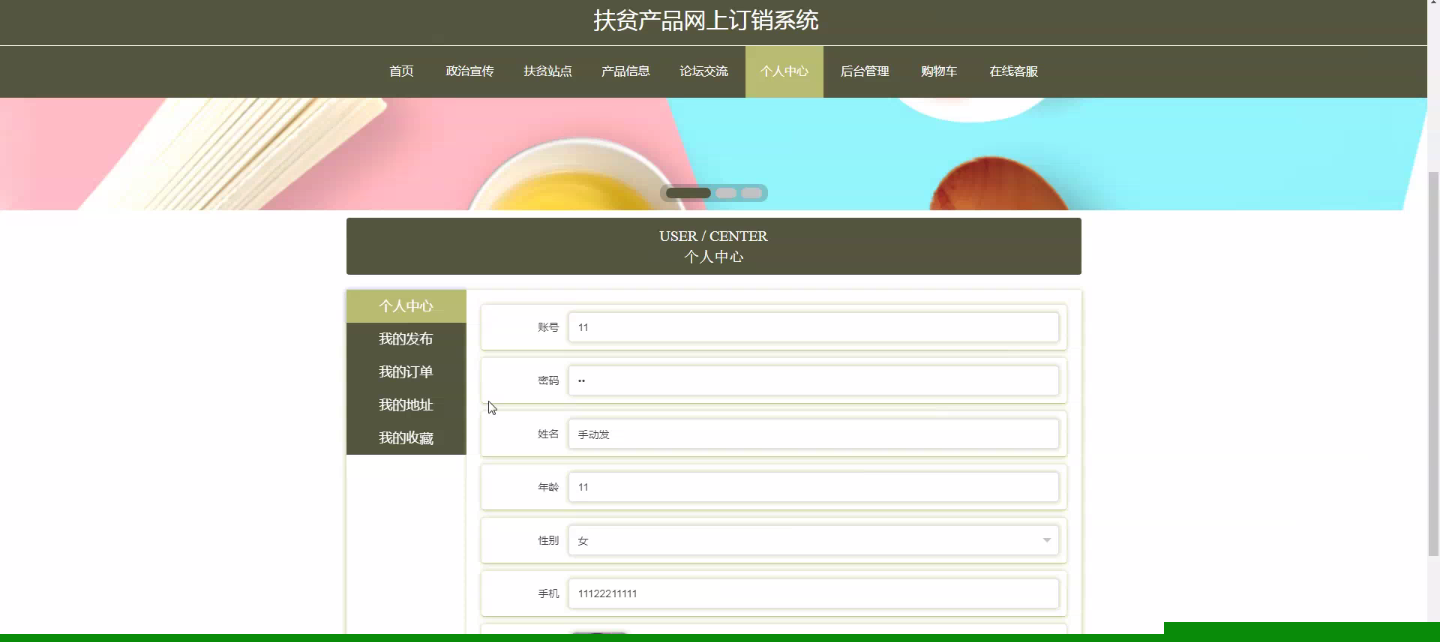 扶贫产品网上订销系统
首页 政治宣传 扶贫站点 产品信息 论坛交流 个人中心 后台管理 购物车 在线客服
USER / CENTER
个人中心
个人中心
我的发布
我的订单
我的地址
我的收藏
账号 11
密码 ••
姓名 手动发
年龄 11
性别 女
手机 11122211111